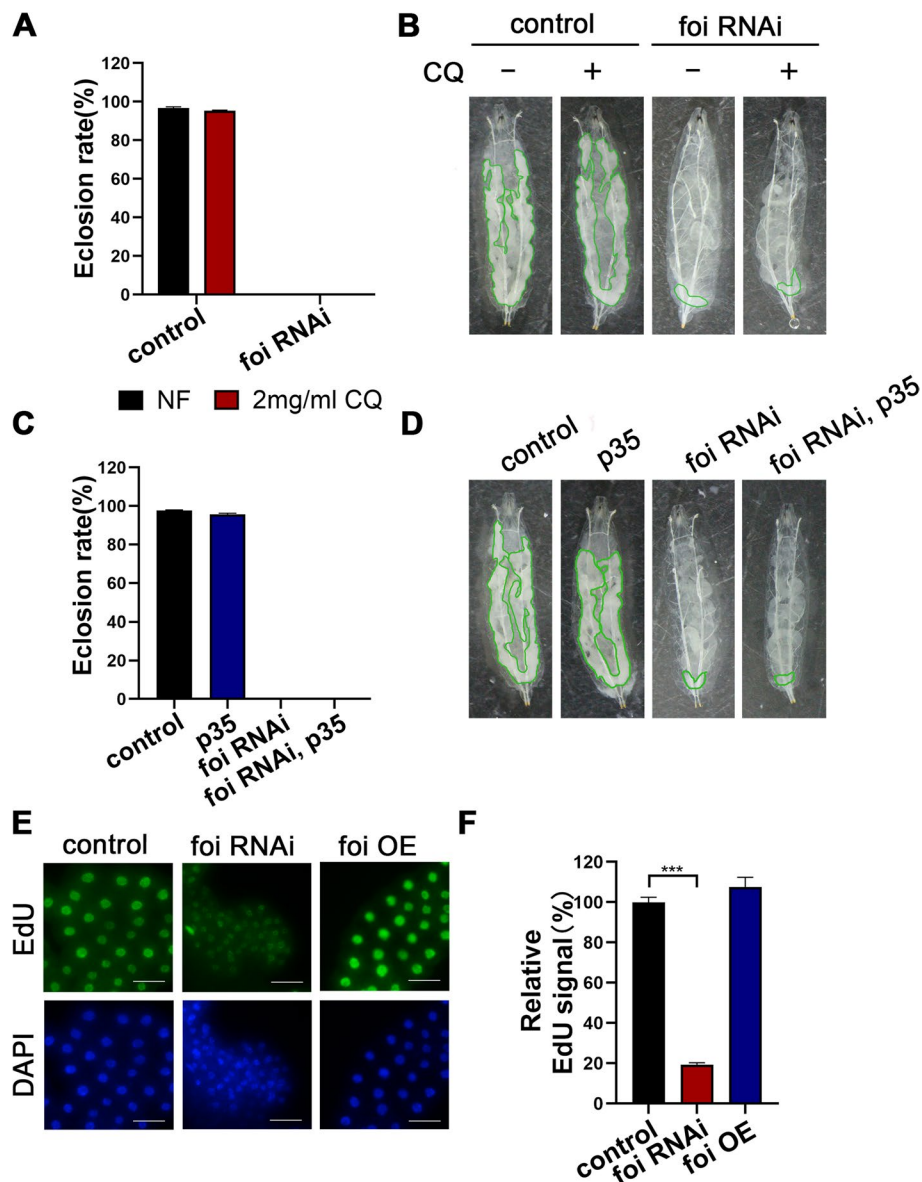 A
Eclosion rate(%)
120
100
80
60
40
20
0
control
foi RNAi
NF
2mg/ml CQ
B
control
foi RNAi
CQ
− + − +
C
Eclosion rate(%)
120
100
80
60
40
20
0
control
p35
foi RNAi
foi RNAi, p35
D
control
p35
foi RNAi
foi RNAi, p35
E
control foi RNAi foi OE
EdU
DAPI
F
Relative
EdU signal(%)
120
100
80
60
40
20
0
***
control
foi RNAi
foi OE